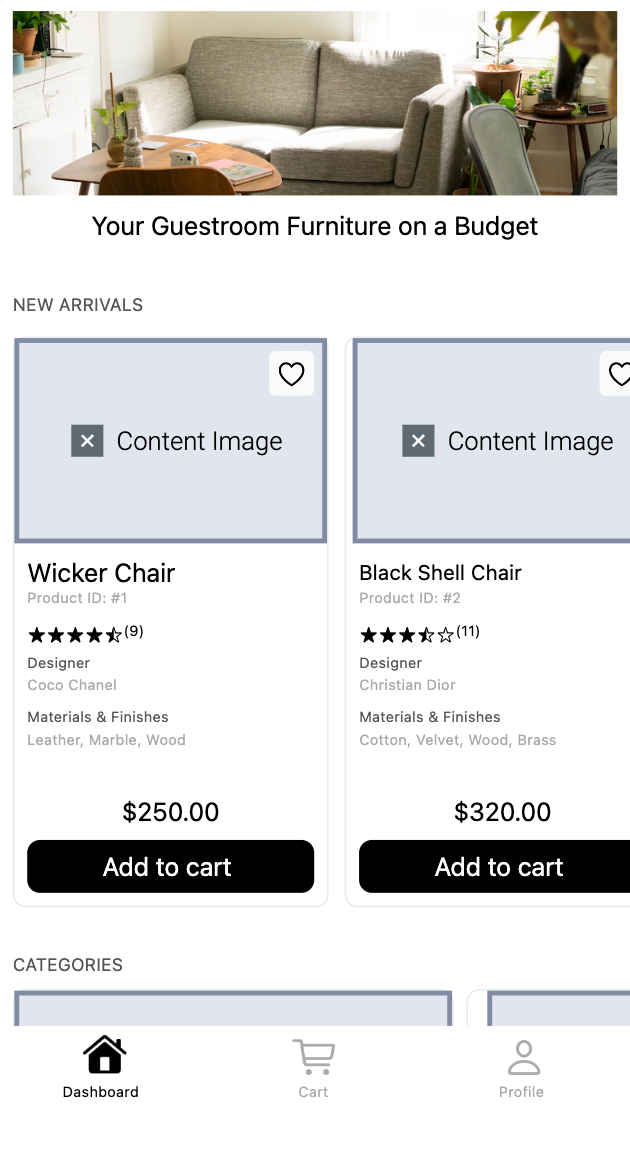 Your Guestroom Furniture on a Budget
NEW ARRIVALS
Content Image
Wicker Chair
Product ID: #1
(9)
Designer
Coco Chanel
Materials & Finishes
Leather, Marble, Wood
$250.00
Add to cart
Content Image
Black Shell Chair
Product ID: #2
(11)
Designer
Christian Dior
Materials & Finishes
Cotton, Velvet, Wood, Brass
$320.00
Add to cart
CATEGORIES
Dashboard
Cart
Profile